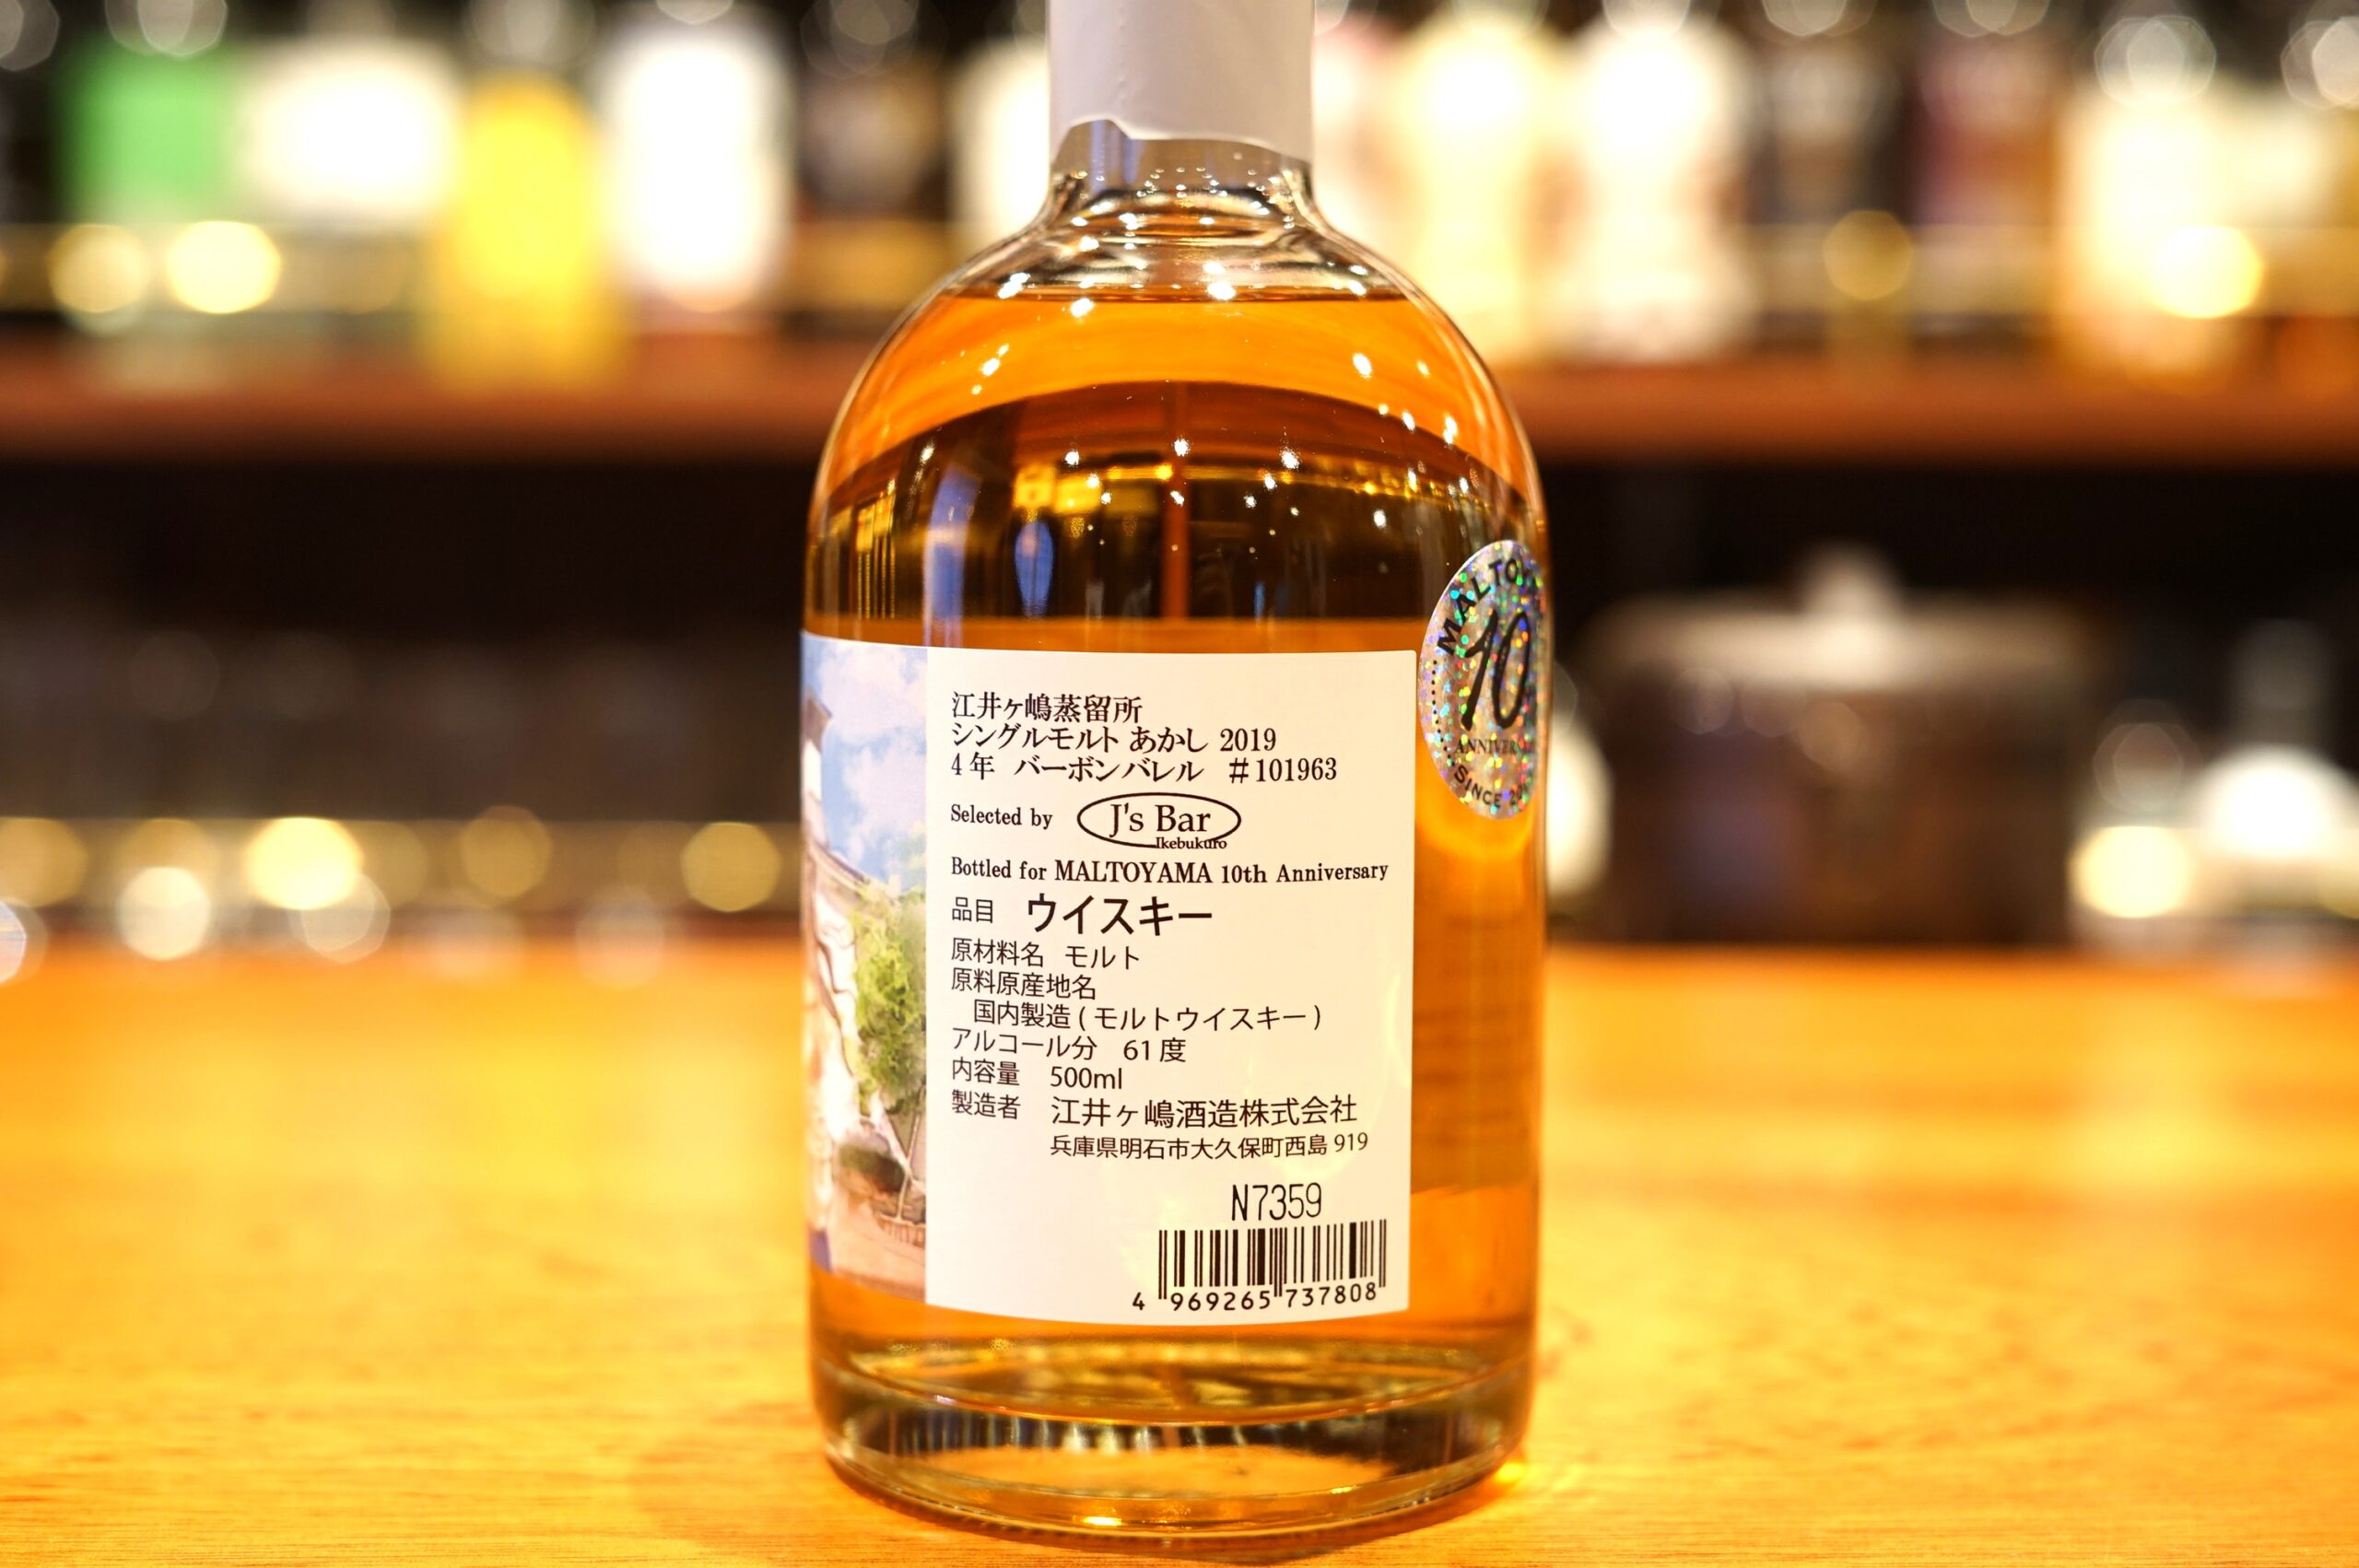 江井ヶ嶋蒸留所
シングルモルト あかし 2019
4年 バーボンバレル #101963
Selected by J's Bar
Ikebukuro
Bottled for MALTOYAMA 10th Anniversary
品目 ウイスキー
原材料名 モルト
原料原産地名
国内製造(モルトウイスキー)
アルコール分 61度
内容量 500ml
製造者 江井ヶ嶋酒造株式会社
兵庫県明石市大久保町西島 919
N7359
4 969265 737808
10
SINCE